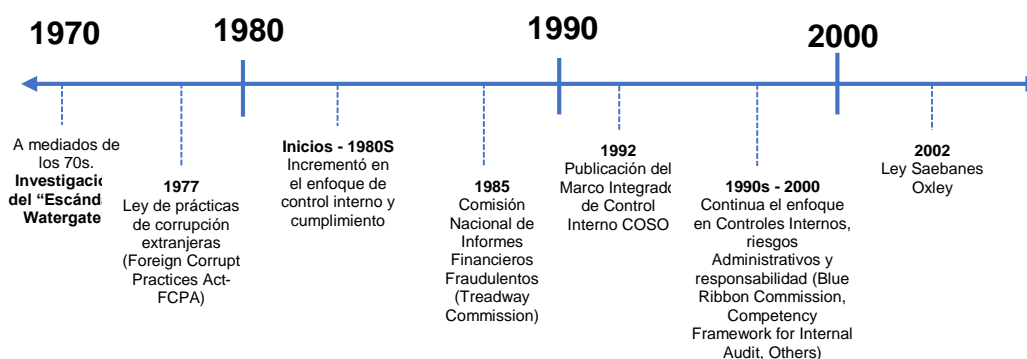 1970
1980
1990
2000
A mediados de
los 70s.
del "Escánd
1977
Ley de prácticas
de corrupción
extranjeras
(Foreign Corrupt
Practices Act-
FCPA)
Inicios - 1980S
Incrementó en
el enfoque de
control interno y
cumplimiento
1985
Comisión
Nacional de
Informes
Financieros
Fraudulentos
(Treadway
Commission)
1992
Publicación del
Marco
de Control
Interno COSO
1990s - 2000
Continua el enfoque
en Controles Internos,
riesgos
Administrativos y
responsabilidad (Blue
Ribbon Commission,
Competency
Framework for Internal
Audit, Others)
2002
Ley Saebanes
Oxley